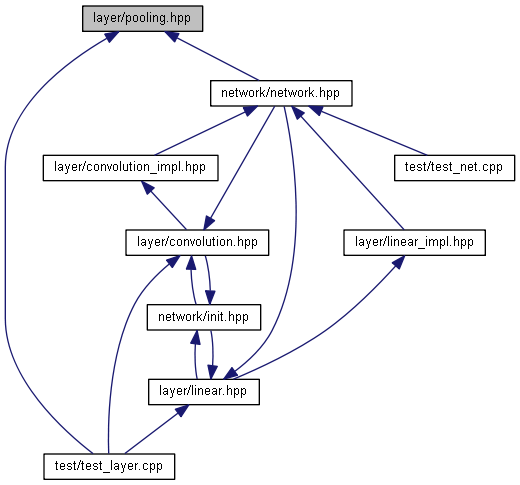 layer/pooling.hpp
network/network.hpp
layer/convolution_impl.hpp
test/test_net.cpp
layer/convolution.hpp
layer/linear_impl.hpp
network/init.hpp
layer/linear.hpp
test/test_layer.cpp